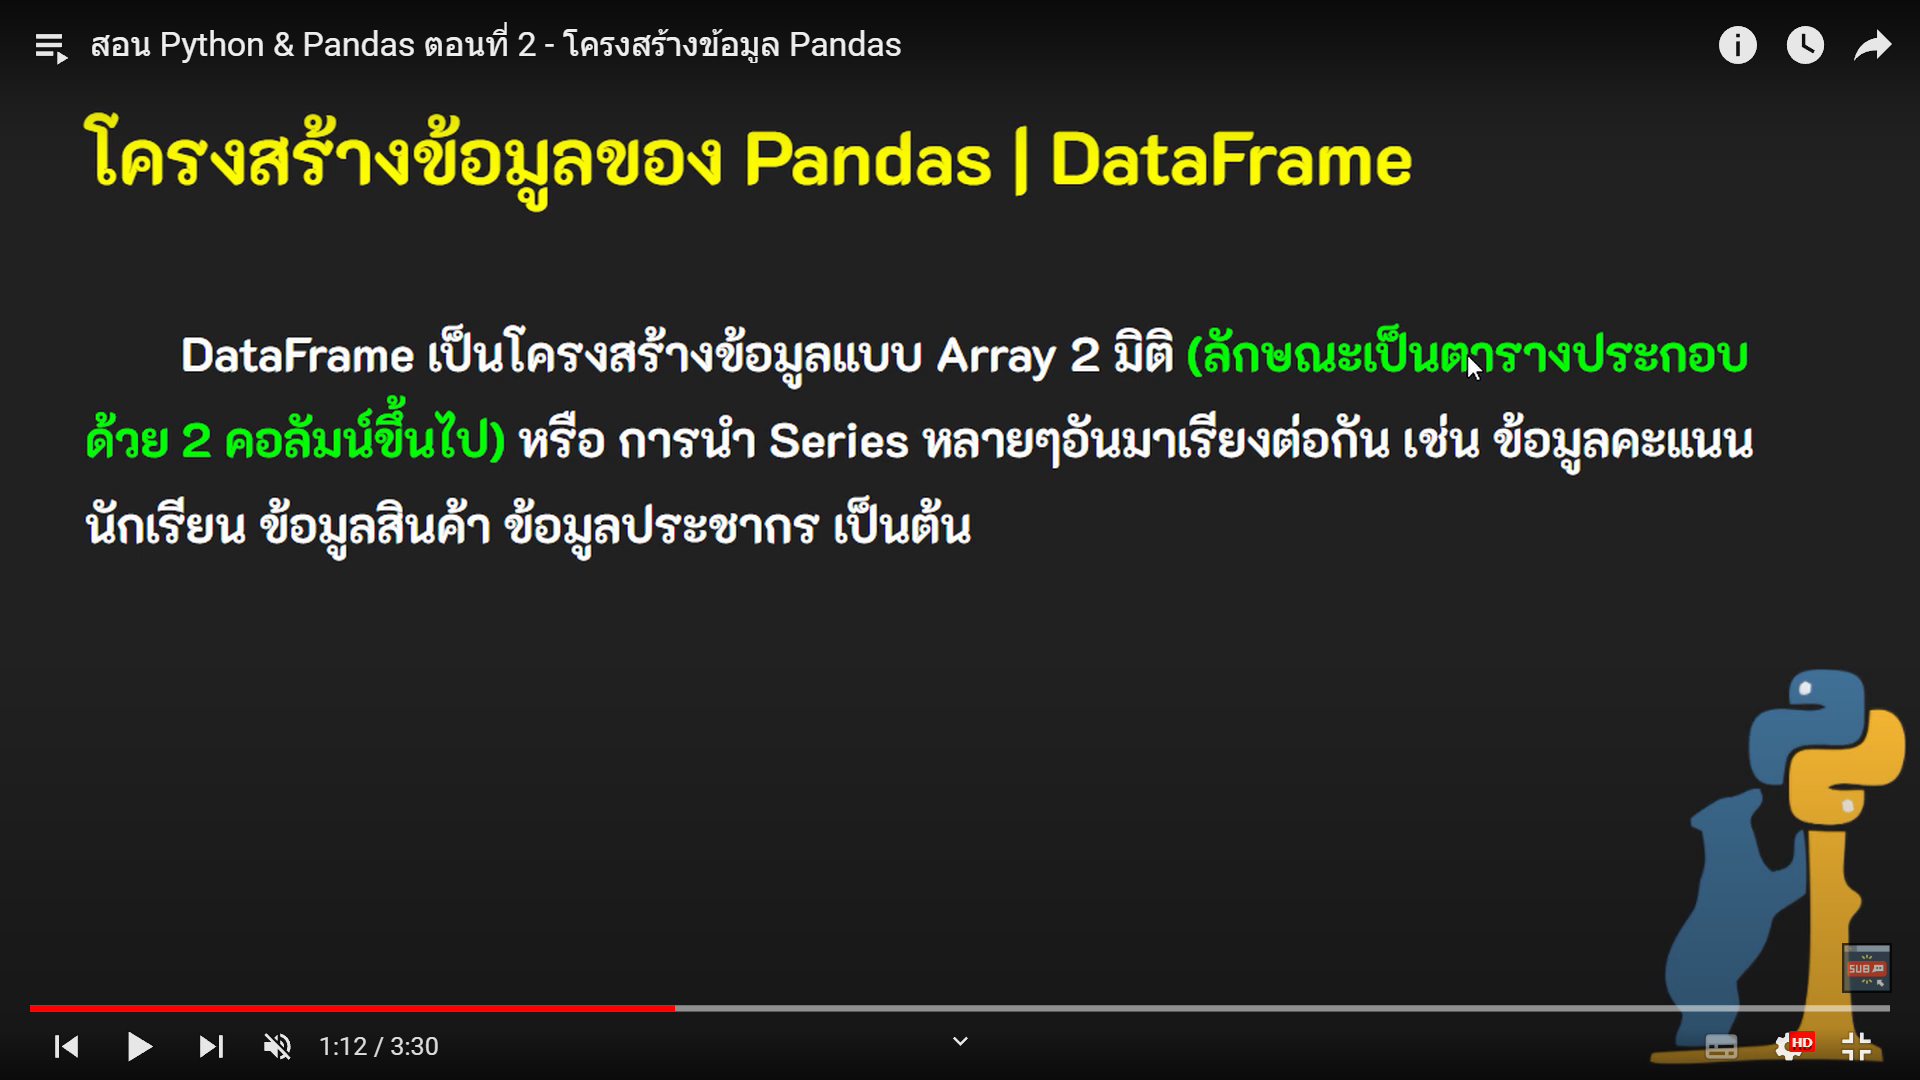 สอน Python & Pandas ตอนที่ 2 - โครงสร้างข้อมูล Pandas
โครงสร้างข้อมูลของ Pandas | DataFrame
DataFrame เป็นโครงสร้างข้อมูลแบบ Array 2 มิติ (ลักษณะเป็นตารางประกอบ
ด้วย 2 คอลัมน์ขึ้นไป) หรือ การนำ Series หลายๆอันมาเรียงต่อกัน เช่น ข้อมูลคะแนน
นักเรียน ข้อมูลสินค้า ข้อมูลประชากร เป็นต้น
SUB
1:12 / 3:30
HD